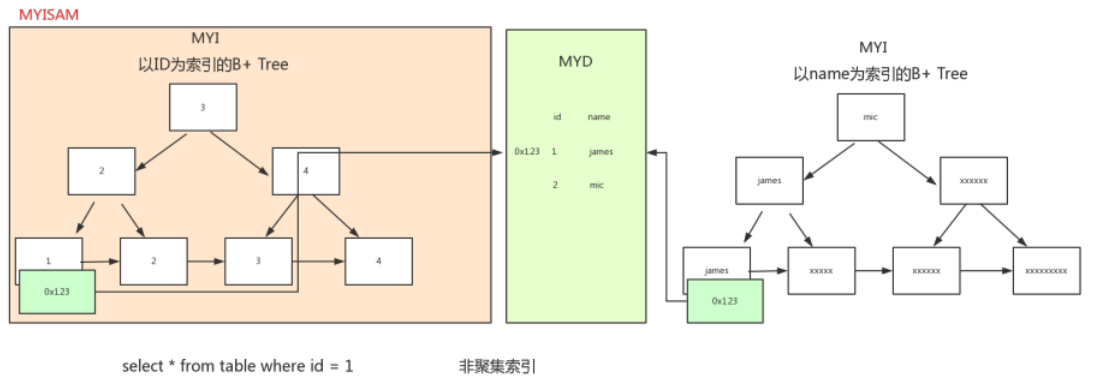 MYISAM
MYI
以ID为索引的B+ Tree
3
2
4
1
2
3
4
0x123
MYD
id name
0x123 1 james
2 mic
MYI
以name为索引的B+ Tree
mic
james
xxxxxx
james
xxxxx
xxxxxx
xxxxxxxxx
0x123
select * from table where id = 1
非聚集索引